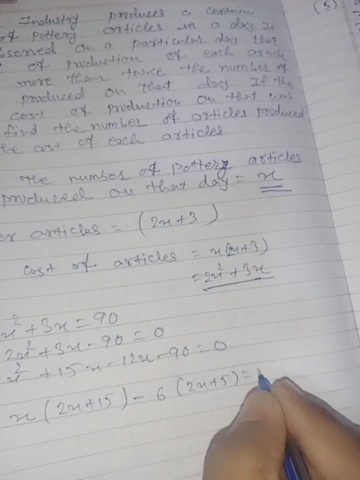 Industry produces a certain
of Pottery articles in a day. It
observed on a particular day that
of Production of each article
more than twice the number of
produced on that day. If the
cost of Production on that was
find the number of articles produced
the cost of each articles.
the number of pottery articles
produced on that day = x
articles = (2x+3)
cost of articles = x(2x+3)
= 2x² + 3x
x² + 3x = 90
2x² + 3x - 90 = 0
x² + 15x - 12x - 90 = 0
x (2x+15) - 6 (2x+5) =
(5)